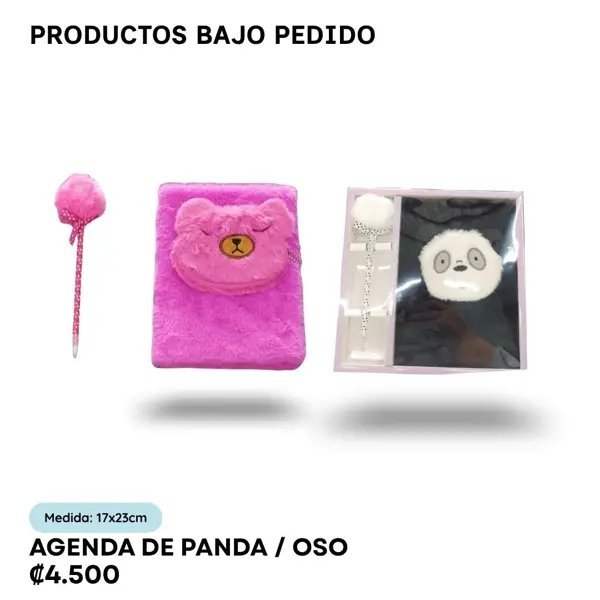 PRODUCTOS BAJO PEDIDO
Medida: 17x23cm
AGENDA DE PANDA / OSO
₡4.500